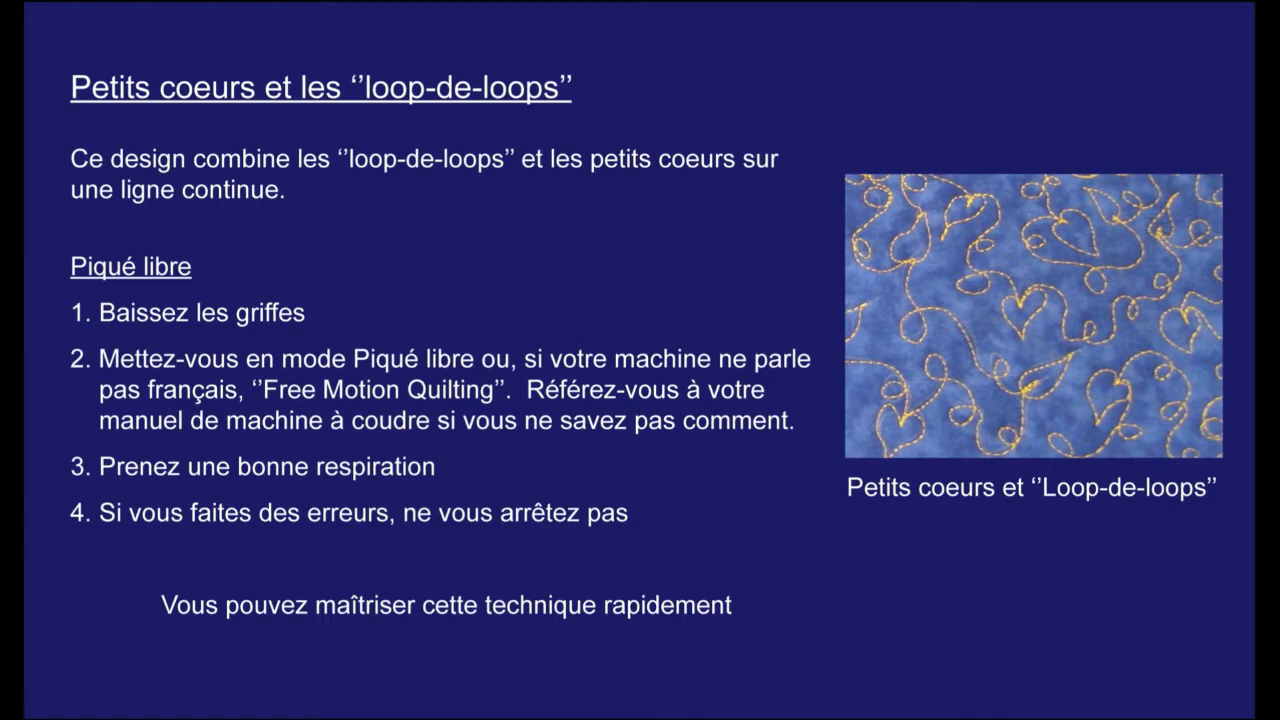 Petits coeurs et les ‘’loop-de-loops’’
Ce design combine les ‘’loop-de-loops’’ et les petits coeurs sur
une ligne continue.
Piqué libre
1. Baissez les griffes
2. Mettez-vous en mode Piqué libre ou, si votre machine ne parle
pas français, ‘’Free Motion Quilting’’.  Référez-vous à votre
manuel de machine à coudre si vous ne savez pas comment.
3. Prenez une bonne respiration
4. Si vous faites des erreurs, ne vous arrêtez pas
Vous pouvez maîtriser cette technique rapidement
Petits coeurs et ‘’Loop-de-loops’’